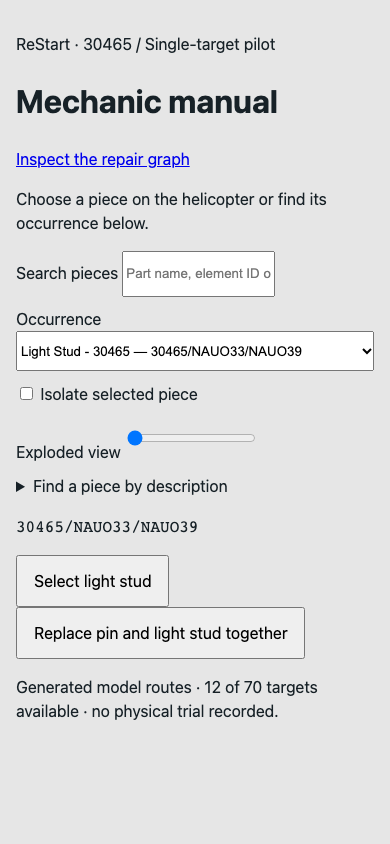 ReStart · 30465 / Single-target pilot
Mechanic manual
Inspect the repair graph
Choose a piece on the helicopter or find its
occurrence below.
Search pieces
Part name, element ID o
Occurrence
Light Stud - 30465 — 30465/NAUO33/NAUO39
Isolate selected piece
Exploded view
Find a piece by description
30465/NAUO33/NAUO39
Select light stud
Replace pin and light stud together
Generated model routes · 12 of 70 targets
available · no physical trial recorded.